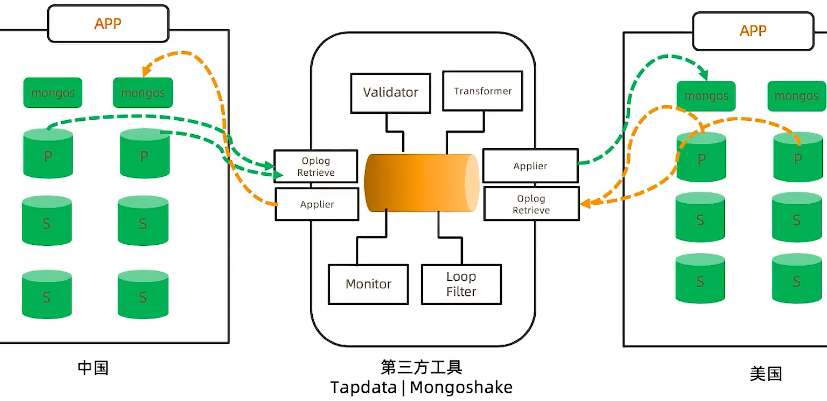 APP
mongos
mongos
P
P
S
S
S
S
中国
Validator
Transformer
Oplog
Retrieve
Applier
Applier
Oplog
Retrieve
Monitor
Loop
Filter
第三方工具
Tapdata | Mongoshake
APP
mongos
mongos
P
P
S
S
S
S
美国